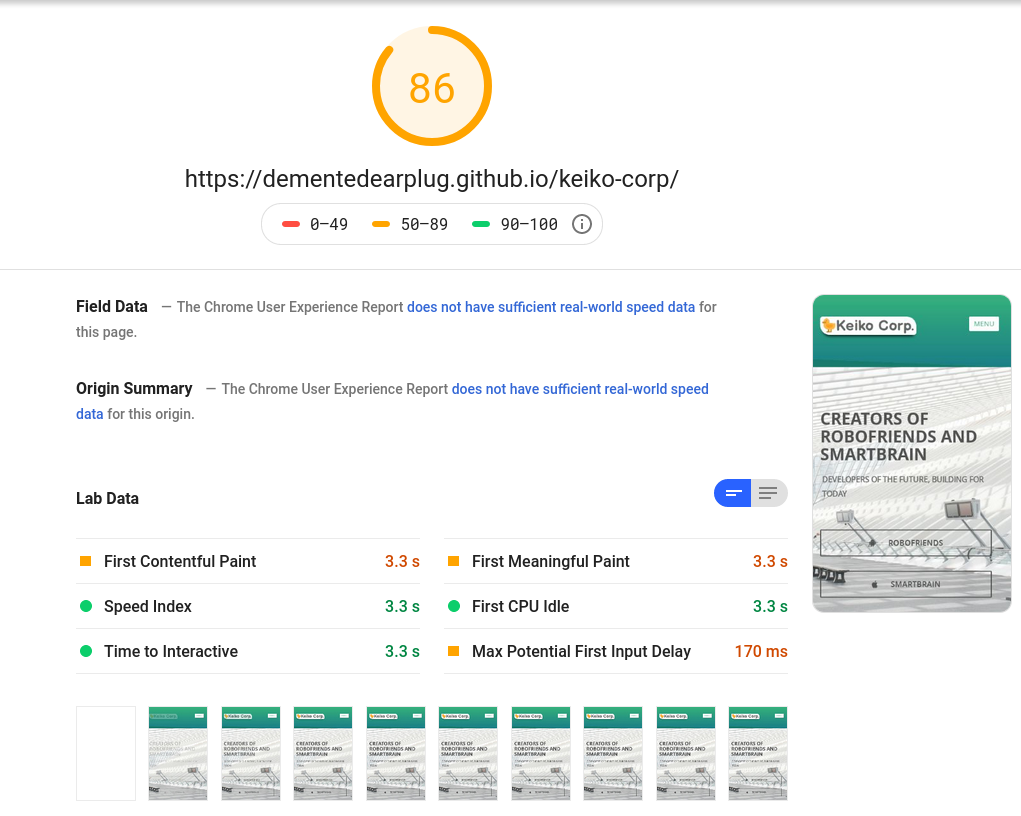 86
https://dementedearplug.github.io/keiko-corp/
0–49 50–89 90–100
Field Data — The Chrome User Experience Report does not have sufficient real-world speed data for
this page.
Origin Summary — The Chrome User Experience Report does not have sufficient real-world speed
data for this origin.
Lab Data
First Contentful Paint 3.3 s
First Meaningful Paint 3.3 s
Speed Index 3.3 s
First CPU Idle 3.3 s
Time to Interactive 3.3 s
Max Potential First Input Delay 170 ms
Keiko Corp.
MENU
CREATORS OF
ROBOFRIENDS AND
SMARTBRAIN
DEVELOPERS OF THE FUTURE, BUILDING FOR
TODAY
ROBOFRIENDS
SMARTBRAIN